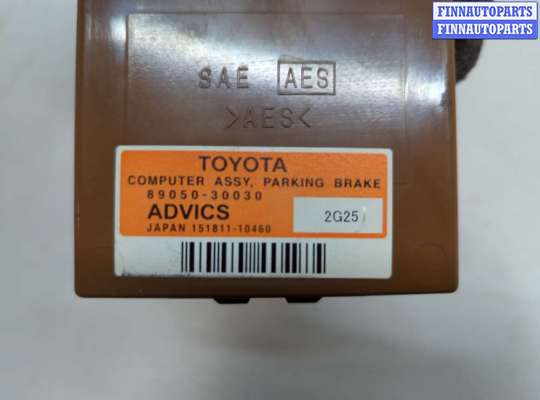 FINNAUTOPARTS
FINNAUTOPARTS
SAE AES
>AES<
TOYOTA
COMPUTER ASSY, PARKING BRAKE
89050-30030
ADVICS 2G25
JAPAN 151811-10460